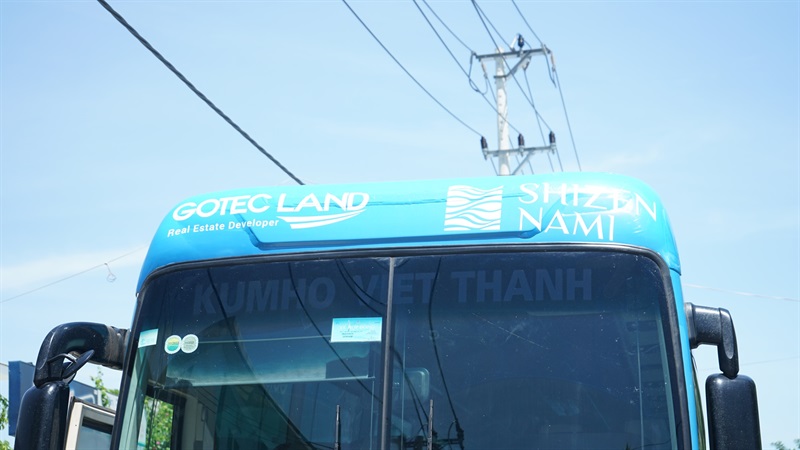 GOTEC LAND
Real Estate Developer
SHIZEN
NAMI
KUMHO VIET THANH